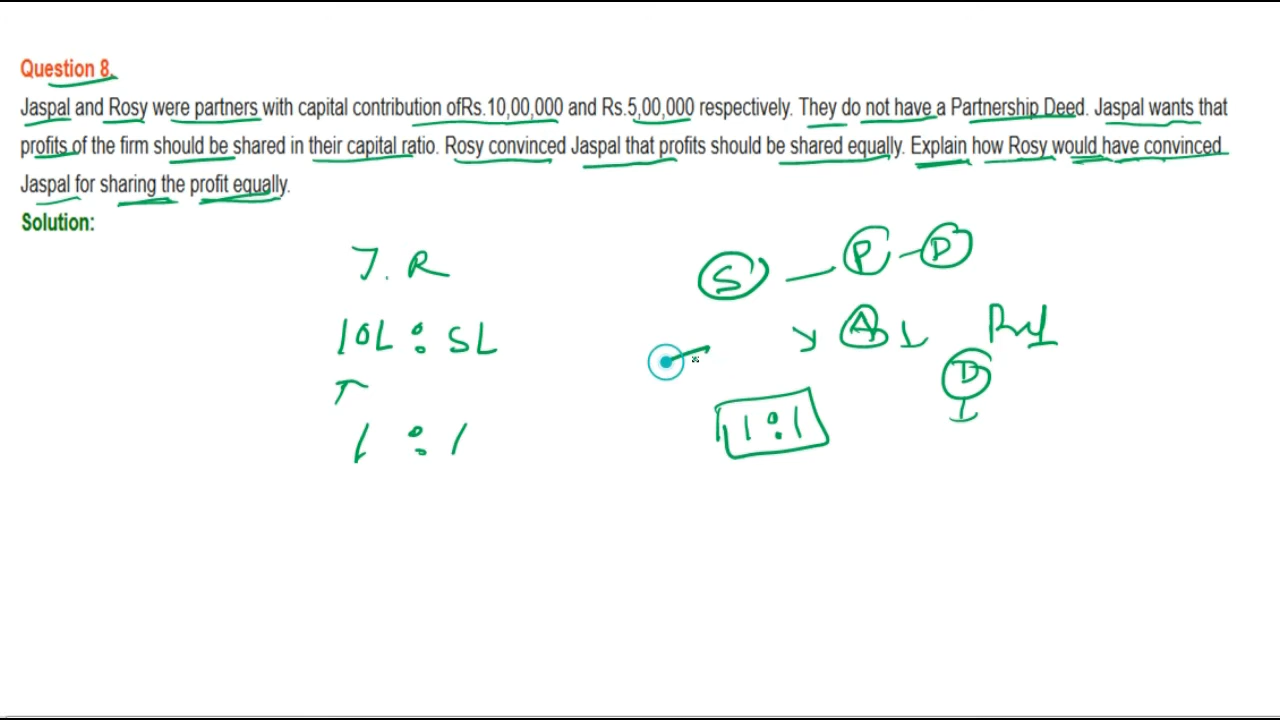 Question 8.
Jaspal and Rosy were partners with capital contribution ofRs.10,00,000 and Rs.5,00,000 respectively. They do not have a Partnership Deed. Jaspal wants that
profits of the firm should be shared in their capital ratio. Rosy convinced Jaspal that profits should be shared equally. Explain how Rosy would have convinced
Jaspal for sharing the profit equally.
Solution:
J. R
S — P — D
10L : 5L
A
D
1 : 1
1 : 1